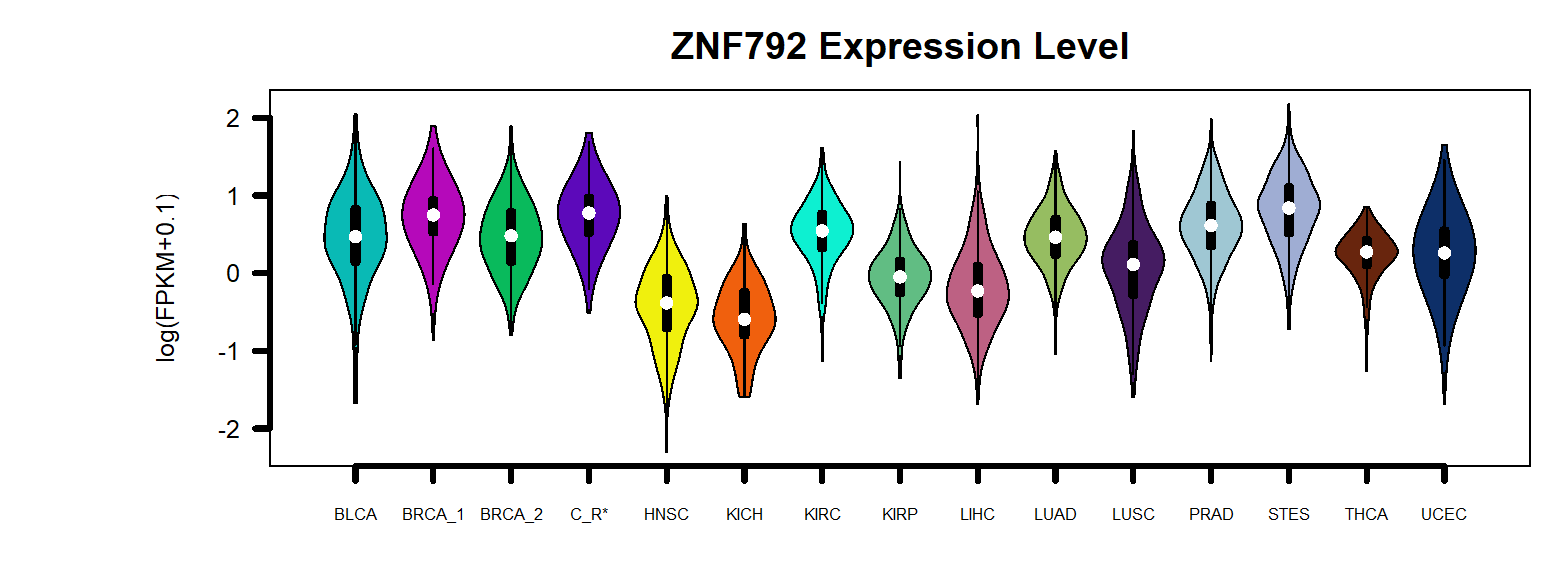 ZNF792 Expression Level
log(FPKM+0.1)
2
1
0
-1
-2
BLCA BRCA_1 BRCA_2 C_R* HNSC KICH KIRC KIRP LIHC LUAD LUSC PRAD STES THCA UCEC